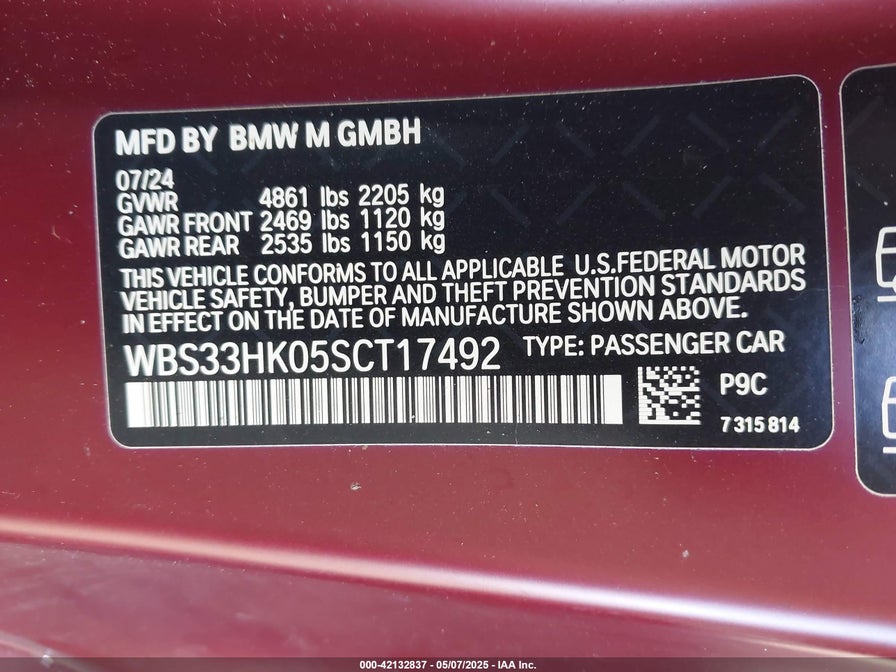 MFD BY BMW M GMBH
07/24
GVWR 4861 lbs 2205 kg
GAWR FRONT 2469 lbs 1120 kg
GAWR REAR 2535 lbs 1150 kg
THIS VEHICLE CONFORMS TO ALL APPLICABLE U.S.FEDERAL MOTOR
VEHICLE SAFETY, BUMPER AND THEFT PREVENTION STANDARDS
IN EFFECT ON THE DATE OF MANUFACTURE SHOWN ABOVE.
WBS33HK05SCT17492 TYPE: PASSENGER CAR
P9C
7 315 814
000-42132837 - 05/07/2025 - IAA Inc.